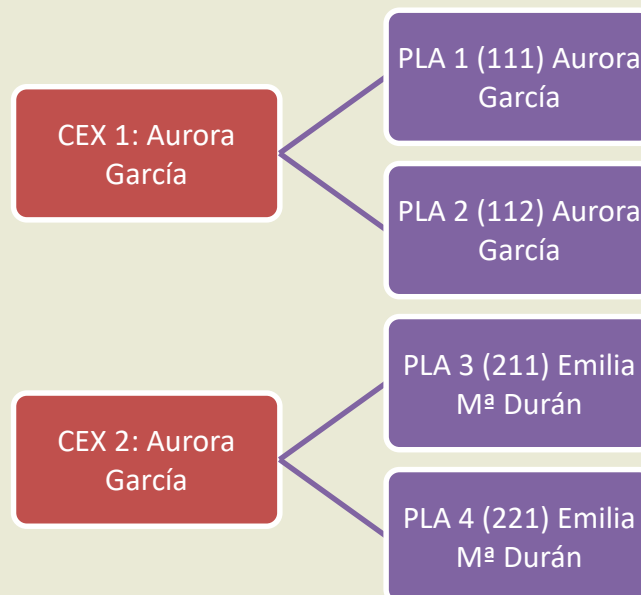 CEX 1: Aurora
García
PLA 1 (111) Aurora
García
PLA 2 (112) Aurora
García
CEX 2: Aurora
García
PLA 3 (211) Emilia
Mª Durán
PLA 4 (221) Emilia
Mª Durán